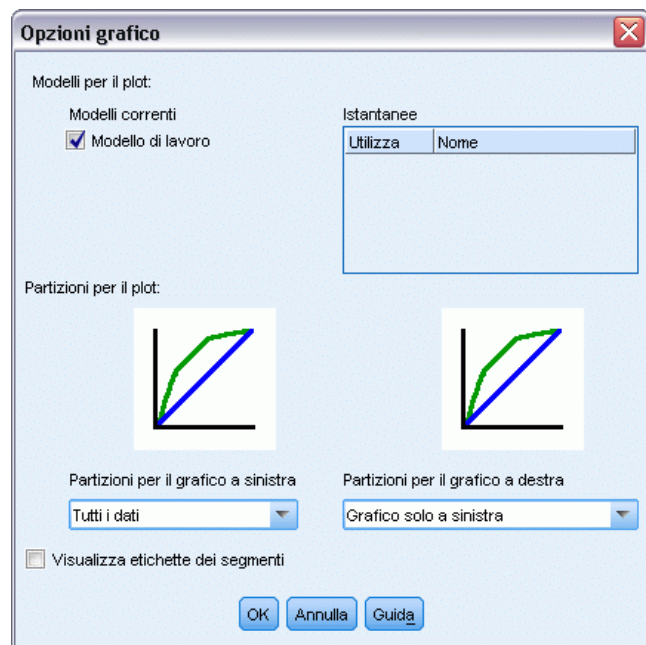 Opzioni grafico
Modelli per il plot:
Modelli correnti
Istantanee
Modello di lavoro
Utilizza Nome
Partizioni per il plot:
Partizioni per il grafico a sinistra
Partizioni per il grafico a destra
Tutti i dati
Grafico solo a sinistra
Visualizza etichette dei segmenti
OK Annulla Guida